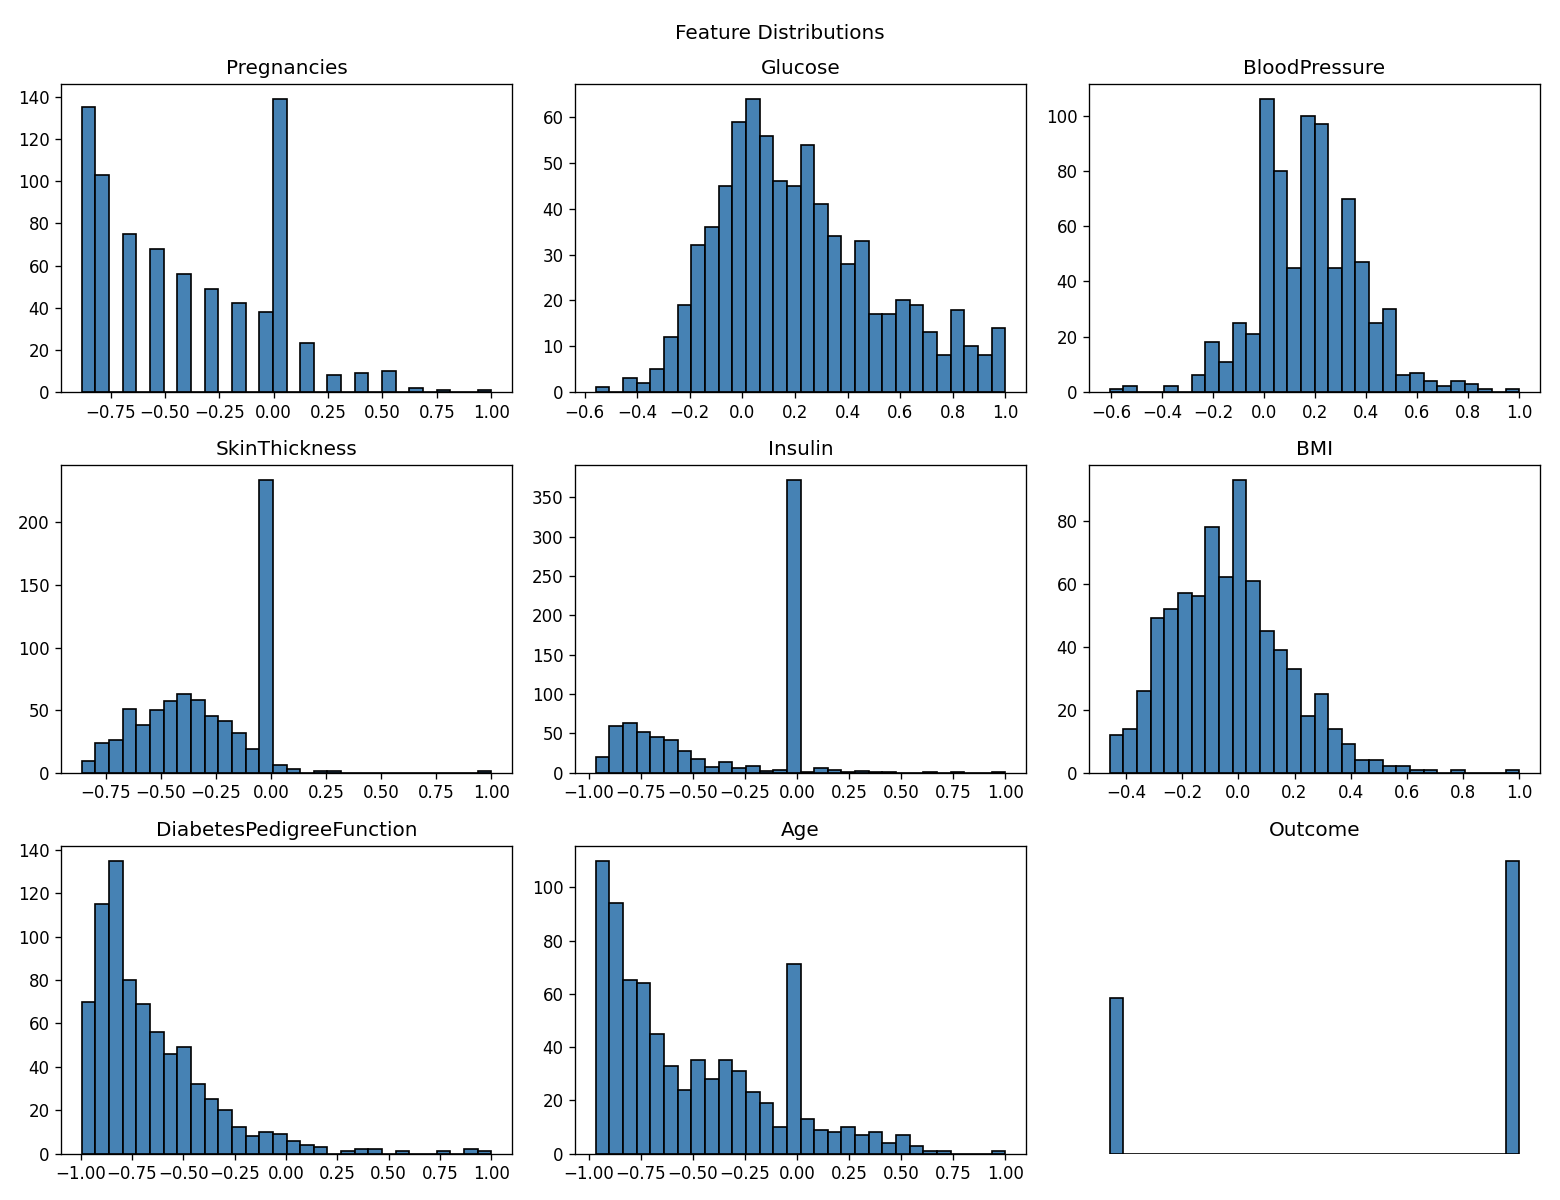 Feature Distributions
Pregnancies
140
120
100
80
60
40
20
0
−0.75 −0.50 −0.25 0.00 0.25 0.50 0.75 1.00
Glucose
60
50
40
30
20
10
0
−0.6 −0.4 −0.2 0.0 0.2 0.4 0.6 0.8 1.0
BloodPressure
100
80
60
40
20
0
−0.6 −0.4 −0.2 0.0 0.2 0.4 0.6 0.8 1.0
SkinThickness
200
150
100
50
0
−0.75 −0.50 −0.25 0.00 0.25 0.50 0.75 1.00
Insulin
350
300
250
200
150
100
50
0
−1.00 −0.75 −0.50 −0.25 0.00 0.25 0.50 0.75 1.00
BMI
80
60
40
20
0
−0.4 −0.2 0.0 0.2 0.4 0.6 0.8 1.0
DiabetesPedigreeFunction
140
120
100
80
60
40
20
0
−1.00 −0.75 −0.50 −0.25 0.00 0.25 0.50 0.75 1.00
Age
100
80
60
40
20
0
−1.00 −0.75 −0.50 −0.25 0.00 0.25 0.50 0.75 1.00
Outcome